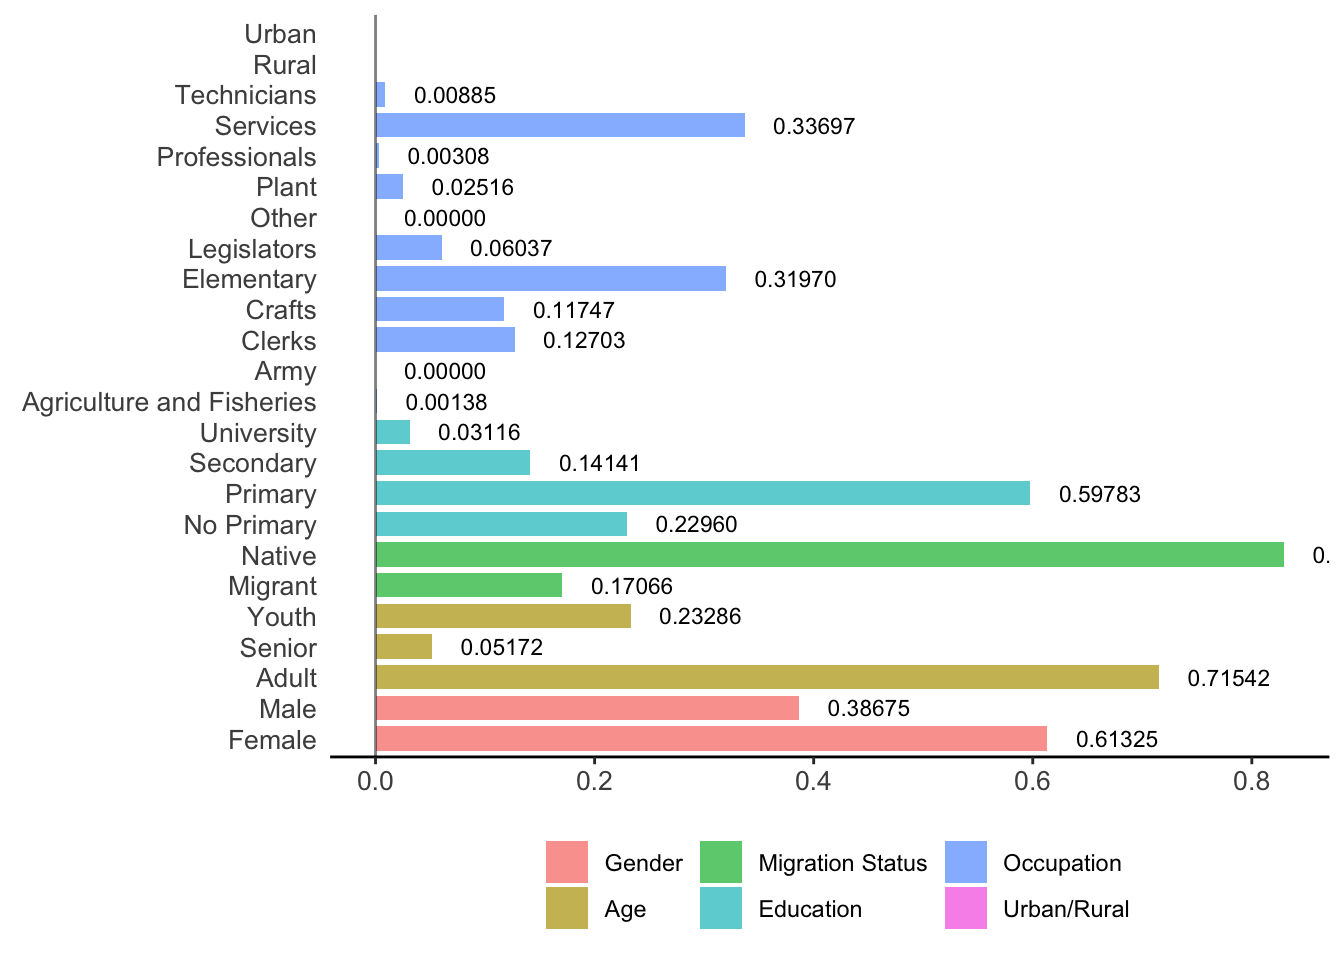 Urban
Rural
Technicians 0.00885
Services 0.33697
Professionals 0.00308
Plant 0.02516
Other 0.00000
Legislators 0.06037
Elementary 0.31970
Crafts 0.11747
Clerks 0.12703
Army 0.00000
Agriculture and Fisheries 0.00138
University 0.03116
Secondary 0.14141
Primary 0.59783
No Primary 0.22960
Native 0.
Migrant 0.17066
Youth 0.23286
Senior 0.05172
Adult 0.71542
Male 0.38675
Female 0.61325
0.0 0.2 0.4 0.6 0.8
Gender Migration Status Occupation
Age Education Urban/Rural